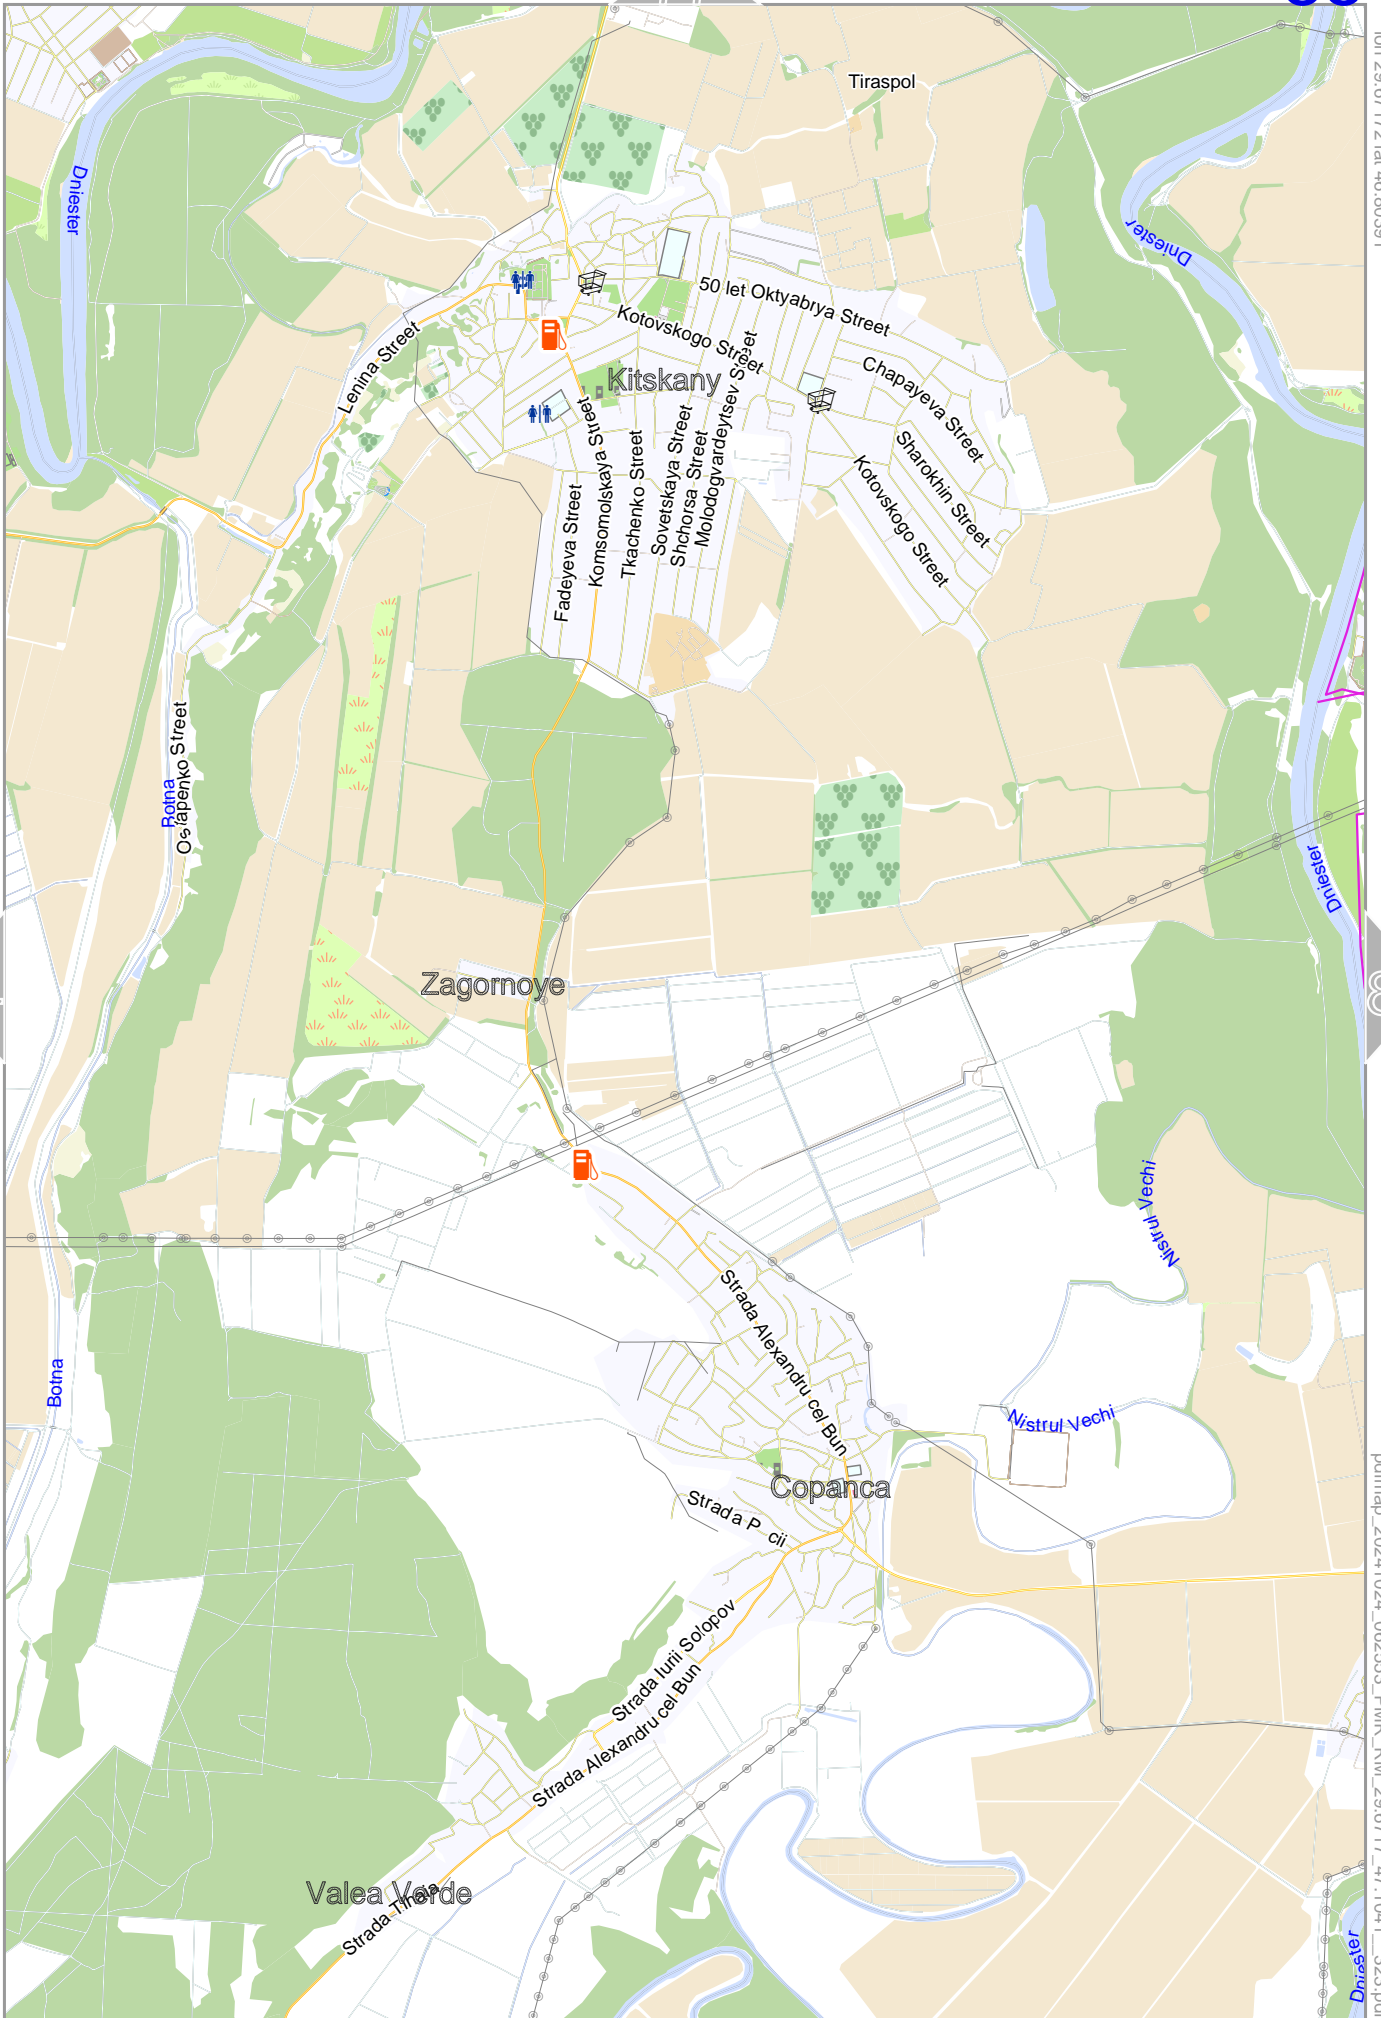 Tiraspol
Dniester
Dniester
50 let Oktyabrya Street
Kotovskogo Street
Lenina Street
Kitskany
Chapayeva Street
Sharokhin Street
Kotovskogo Street
Fadeyeva Street
Komsomolskaya Street
Tkachenko Street
Sovetskaya Street
Shchorsa Street
Molodogvardeytsev Street
Botna
Ostapenko Street
Dniester
Zagornoye
Nistrul Vechi
Strada Alexandru cel Bun
Botna
Nistrul Vechi
Copanca
Strada P cii
Strada Iurii Solopov
Strada Alexandru cel Bun
Valea Verde
Strada
Dniester